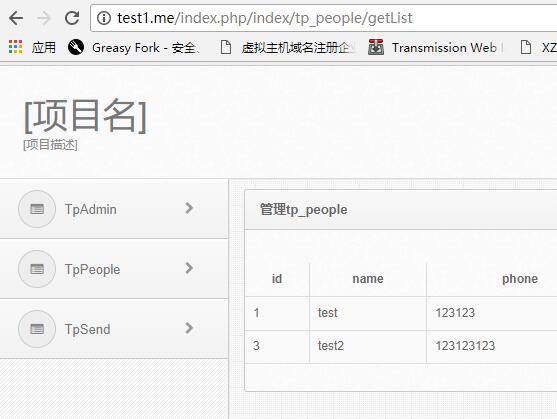 test1.me/index.php/index/tp_people/getList
应用 Greasy Fork - 安全、 虚拟主机域名注册企 Transmission Web XZ
[项目名]
[项目描述]
TpAdmin
TpPeople
TpSend
管理tp_people
id name phone
1 test 123123
3 test2 123123123